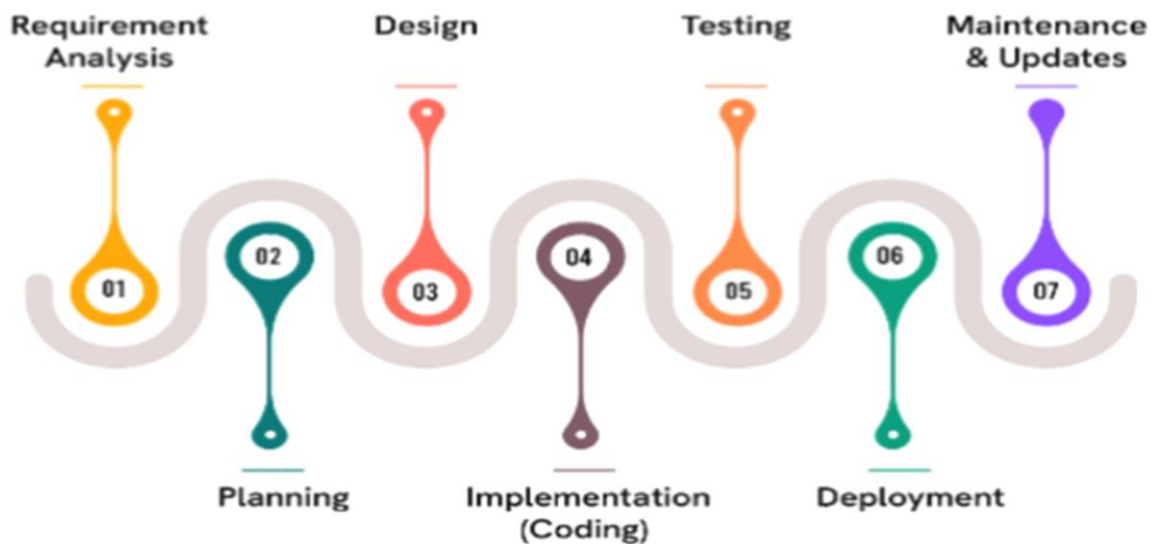 Requirement
Analysis
01
02
Planning
Design
03
04
Implementation
(Coding)
Testing
05
06
Deployment
Maintenance
& Updates
07